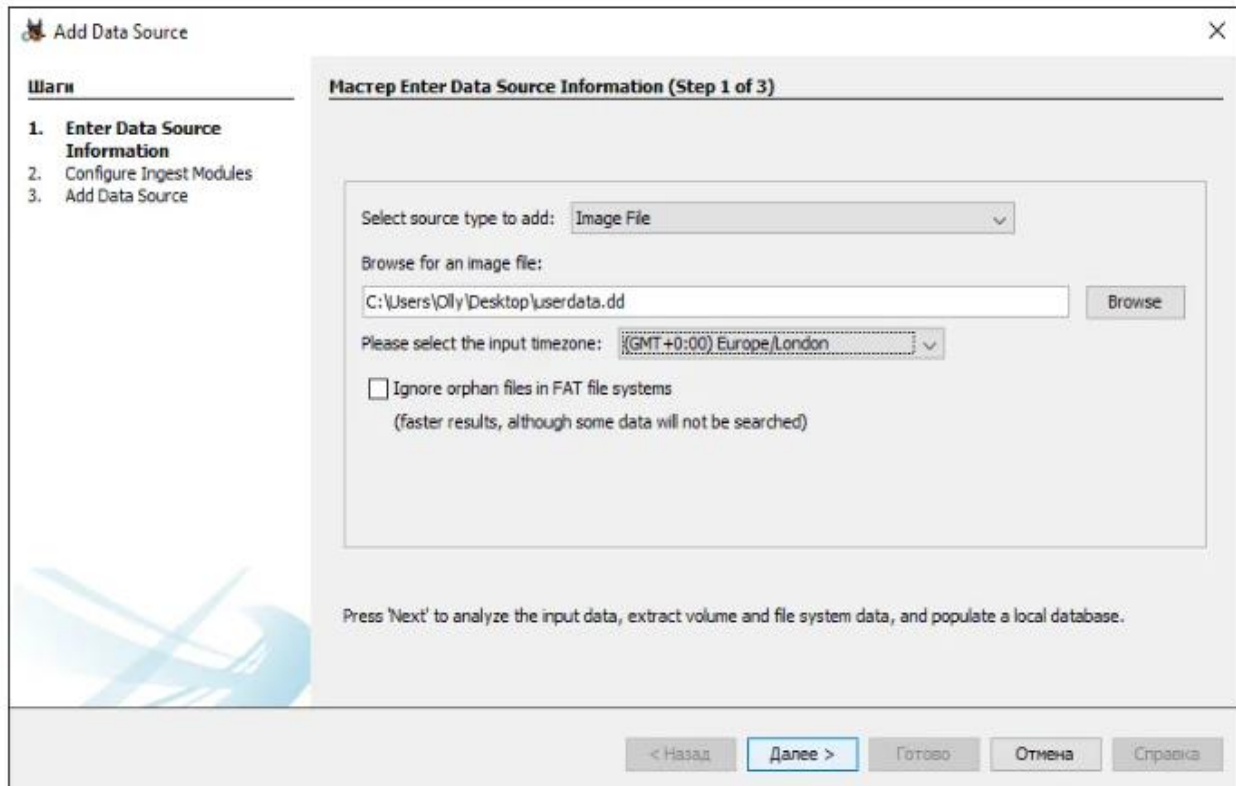 Add Data Source
Шаги
1. Enter Data Source
Information
2. Configure Ingest Modules
3. Add Data Source
Мастер Enter Data Source Information (Step 1 of 3)
Select source type to add: Image File
Browse for an image file:
C:\Users\Olly\Desktop\userdata.dd Browse
Please select the input timezone: (GMT+0:00) Europe/London
Ignore orphan files in FAT file systems
(faster results, although some data will not be searched)
Press 'Next' to analyze the input data, extract volume and file system data, and populate a local database.
< Назад Далее > Готово Отмена Справка